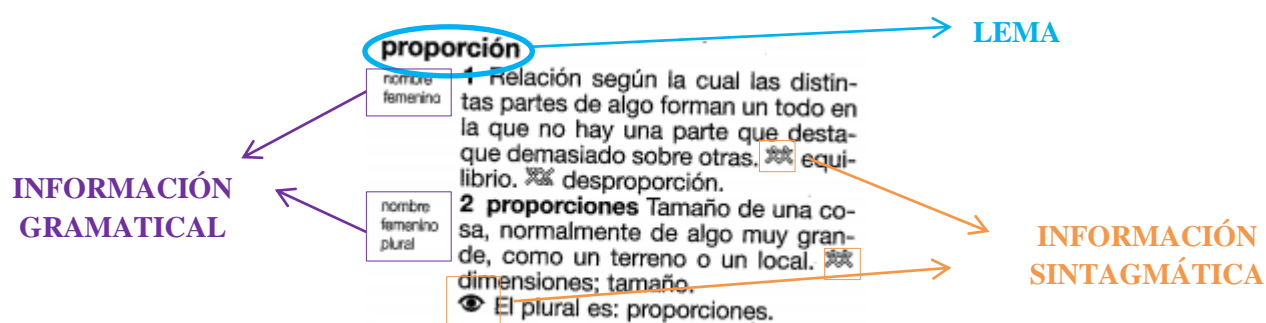 LEMA
proporción
nombre
femenino
1 Relación según la cual las distin-
tas partes de algo forman un todo en
la que no hay una parte que desta-
que demasiado sobre otras. equi-
librio. desproporción.
INFORMACIÓN
GRAMATICAL
nombre
femenino
plural
2 proporciones Tamaño de una co-
sa, normalmente de algo muy gran-
de, como un terreno o un local.
dimensiones; tamaño.
El plural es: proporciones.
INFORMACIÓN
SINTAGMÁTICA